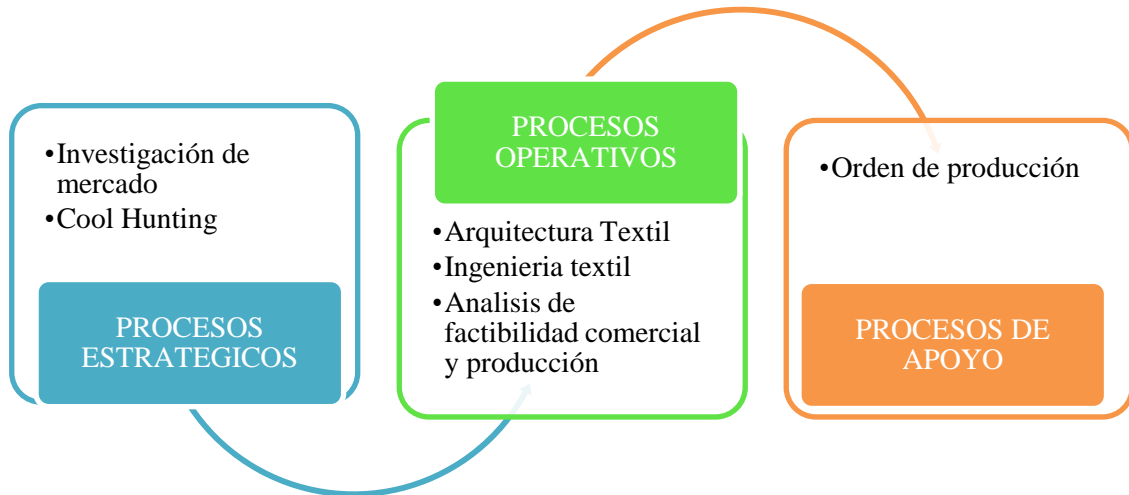 •Investigación de
mercado
•Cool Hunting
PROCESOS
ESTRATEGICOS
PROCESOS
OPERATIVOS
•Arquitectura Textil
•Ingenieria textil
•Analisis de
factibilidad comercial
y producción
•Orden de producción
PROCESOS DE
APOYO